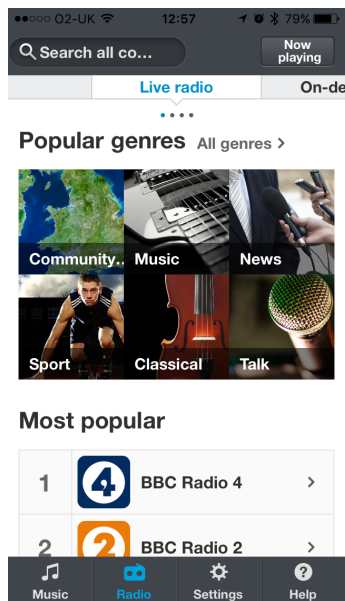 O2-UK 12:57 79%
Search all co...
Now
playing
Live radio
On-de
Popular genres All genres >
Community.. Music News
Sport Classical Talk
Most popular
1 4 BBC Radio 4 >
2 2 BBC Radio 2 >
Music Radio Settings Help